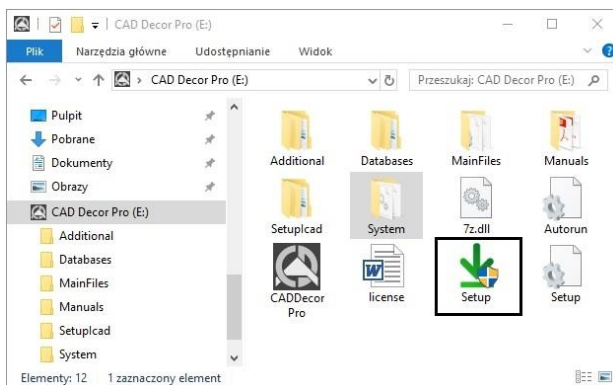 CAD Decor Pro (E:)
Plik Narzędzia główne Udostępnianie Widok
CAD Decor Pro (E:) Przeszukaj: CAD Decor Pro (E:)
Pulpit
Pobrane
Dokumenty
Obrazy
CAD Decor Pro (E:)
Additional
Databases
MainFiles
Manuals
SetupIcad
System
Additional Databases MainFiles Manuals
SetupIcad System 7z.dll Autorun
CADDecor Pro license Setup Setup
Elementy: 12 1 zaznaczony element